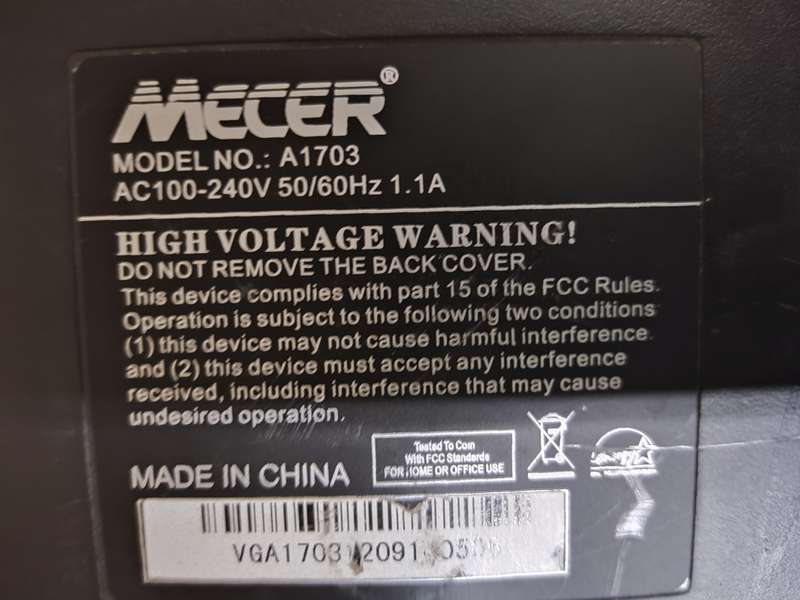 MECER®
MODEL NO.: A1703
AC100-240V 50/60Hz 1.1A
HIGH VOLTAGE WARNING!
DO NOT REMOVE THE BACK COVER.
This device complies with part 15 of the FCC Rules.
Operation is subject to the following two conditions
(1) this device may not cause harmful interference
and (2) this device must accept any interference
received, including interference that may cause
undesired operation.
Tested To Com
With FCC Standards
FOR HOME OR OFFICE USE
MADE IN CHINA